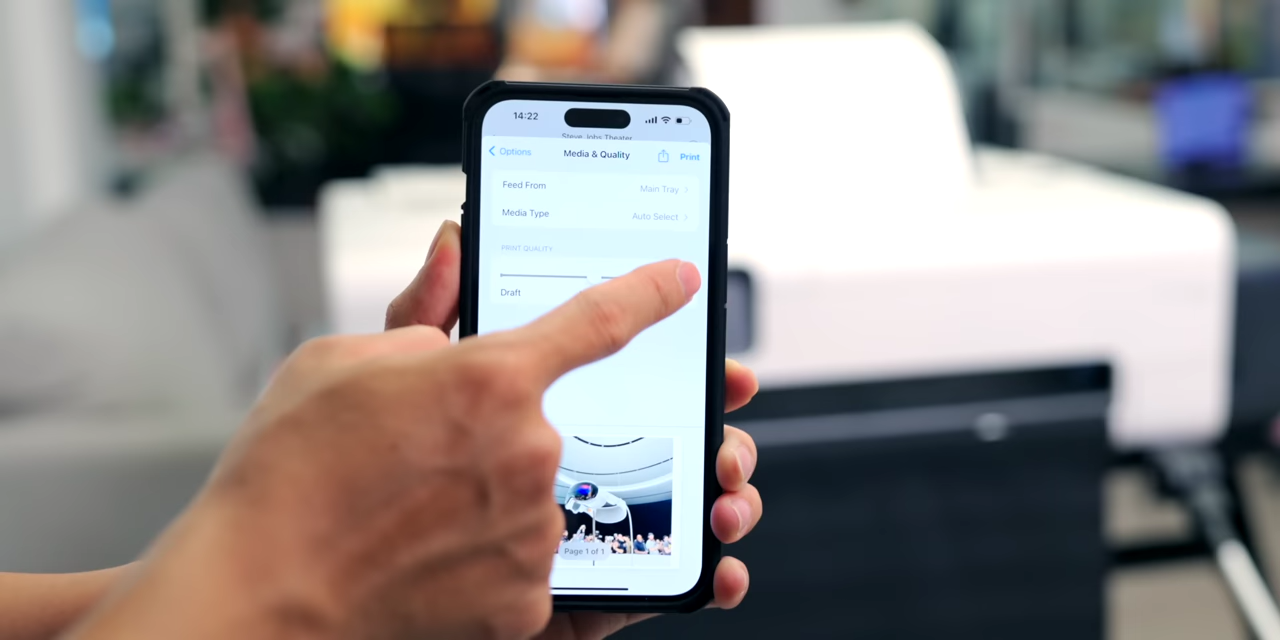 14:22
Steve Jobs Theater
Options
Media & Quality
Print
Feed From
Main Tray
Media Type
Auto Select
PRINT QUALITY
Draft
Page 1 of 1